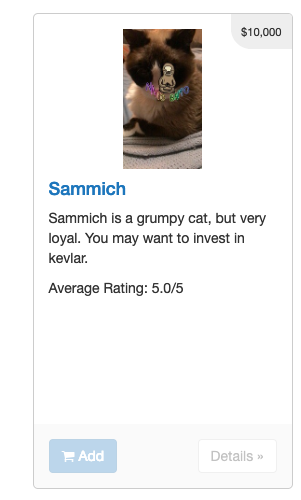 $10,000
Sammich
Sammich is a grumpy cat, but very
loyal. You may want to invest in
kevlar.
Average Rating: 5.0/5
Add
Details »